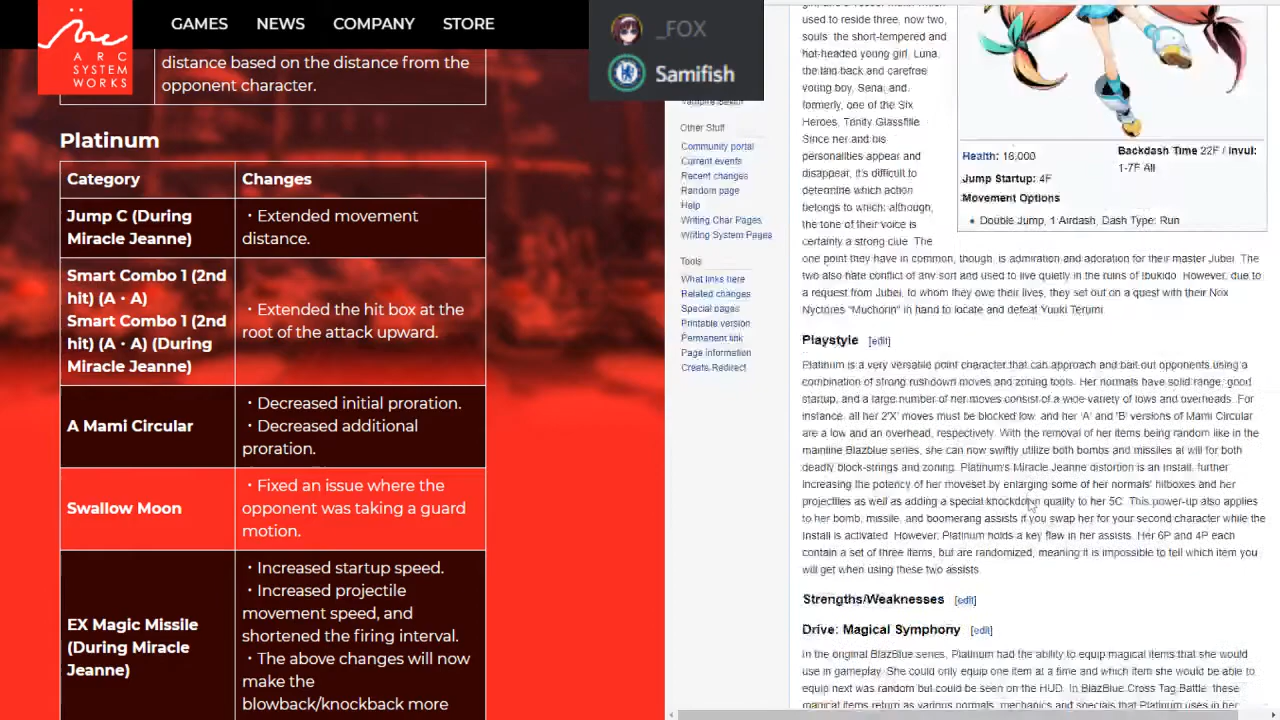 GAMES NEWS COMPANY STORE
ARC
SYSTEM
WORKS
_FOX
Samifish
distance based on the distance from the
opponent character.
Platinum
Category Changes
Jump C (During
Miracle Jeanne)
・Extended movement
distance.
Smart Combo 1 (2nd
hit) (A・A)
Smart Combo 1 (2nd
hit) (A・A) (During
Miracle Jeanne)
・Extended the hit box at the
root of the attack upward.
A Mami Circular
・Decreased initial proration.
・Decreased additional
proration.
Swallow Moon
・Fixed an issue where the
opponent was taking a guard
motion.
EX Magic Missile
(During Miracle
Jeanne)
・Increased startup speed.
・Increased projectile
movement speed, and
shortened the firing interval.
・The above changes will now
make the
blowback/knockback more
Other Stuff
Community portal
Current events
Recent changes
Random page
Help
Writing Char Pages
Writing System Pages
Tools
What links here
Related changes
Special pages
Printable version
Permanent link
Page information
Create Redirect
used to reside three, now two,
souls: the short-tempered and
hot-headed young girl, Luna,
the laid back and carefree
young boy, Sena, and
formerly, one of the Six
Heroes, Trinity Glassfille.
Since her and his
personalities appear and
disappear, it's difficult to
determine which action
belongs to which; although,
the tone of their voice is
certainly a strong clue. The
one point they have in common, though, is admiration and adoration for their master Jubei. The
two also hate conflict of any sort and used to live quietly in the ruins of Ibukido. However, due to
a request from Jubei, to whom they owe their lives, they set out on a quest with their Nox
Nyctores "Muchorin" in hand to locate and defeat Yuuki Terumi.
Health: 16,000
Jump Startup: 4F
Movement Options
• Double Jump, 1 Airdash, Dash Type: Run
Backdash Time 22F / Invul:
1-7F All
Playstyle [edit]
Platinum is a very versatile point character that can approach and bait out opponents using a
combination of strong rushdown moves and zoning tools. Her normals have solid range, good
startup, and a large number of her moves consist of a wide variety of lows and overheads. For
instance, all her 2'X' moves must be blocked low, and her 'A' and 'B' versions of Mami Circular
are a low and an overhead, respectively. With the removal of her items being random like in the
mainline Blazblue series, she can now swiftly utilize both bombs and missiles at will for both
deadly block-strings and zoning. Platinum's Miracle Jeanne distortion is an install, further
increasing the potency of her moveset by enlarging some of her normals' hitboxes and her
projectiles as well as adding a special knockdown quality to her 5C. This power-up also applies
to her bomb, missile, and boomerang assists if you swap her for your second character while the
Install is activated. However, Platinum holds a key flaw in her assists. Her 6P and 4P each
contain a set of three items, but are randomized, meaning it is impossible to tell which item you
will get when using these two assists.
Strengths/Weaknesses [edit]
Drive: Magical Symphony [edit]
In the original BlazBlue series, Platinum had the ability to equip magical items that she would
use in gameplay. She could only equip one item at a time and which item she would be able to
equip next was random but could be seen on the HUD. In BlazBlue Cross Tag Battle, these
magical items return as various normals, mechanics and specials that Platinum uses in her